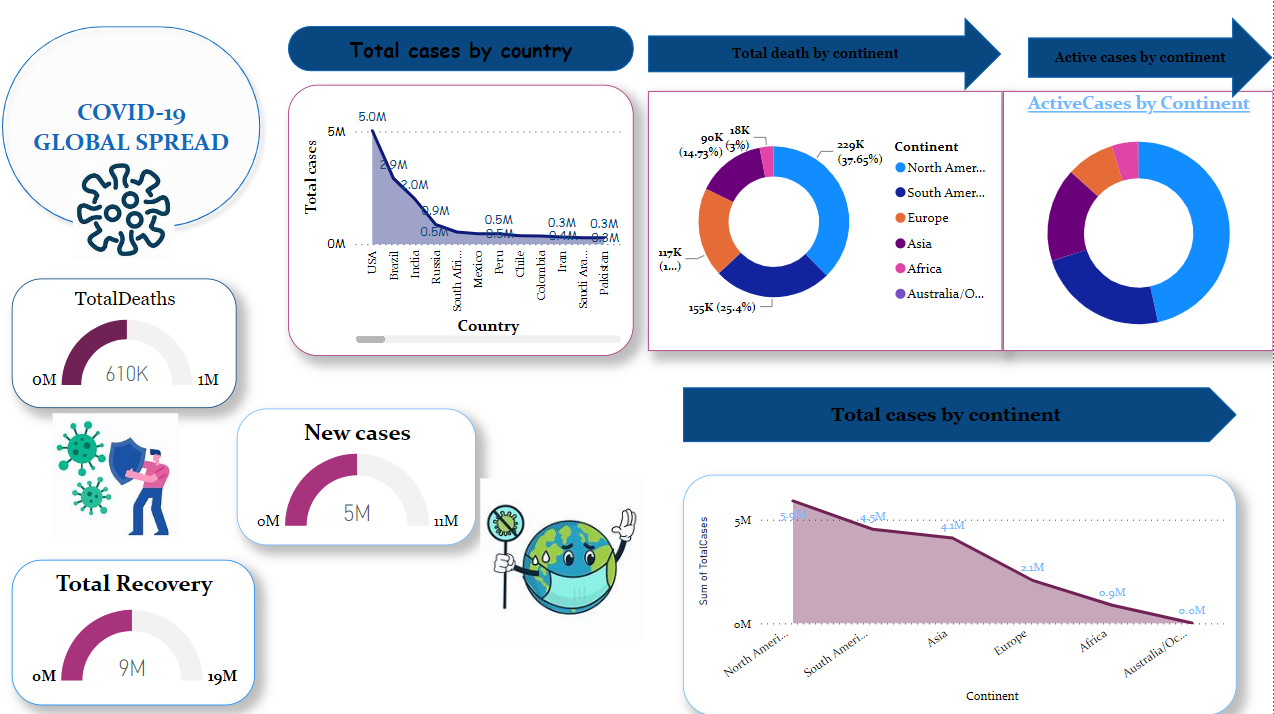 COVID-19
GLOBAL SPREAD
Total cases by country
Total death by continent
Active cases by continent
ActiveCases by Continent
Total cases
5M
0M
5.0M
2.9M
2.0M
0.9M
0.5M
0.5M
0.5M
0.3M
0.4M
0.3M
0.3M
USA
Brazil
India
Russia
South Afri...
Mexico
Peru
Chile
Colombia
Iran
Saudi Ara...
Pakistan
Country
18K
(3%)
90K
(14.73%)
229K
(37.65%)
117K
(1...)
155K (25.4%)
Continent
North Amer...
South Amer...
Europe
Asia
Africa
Australia/O...
TotalDeaths
610K
0M
1M
New cases
5M
0M
11M
Total Recovery
9M
0M
19M
Total cases by continent
Sum of TotalCases
5M
0M
5.9M
4.5M
4.1M
2.1M
0.9M
0.0M
North Ameri...
South Ameri...
Asia
Europe
Africa
Australia/Oc...
Continent